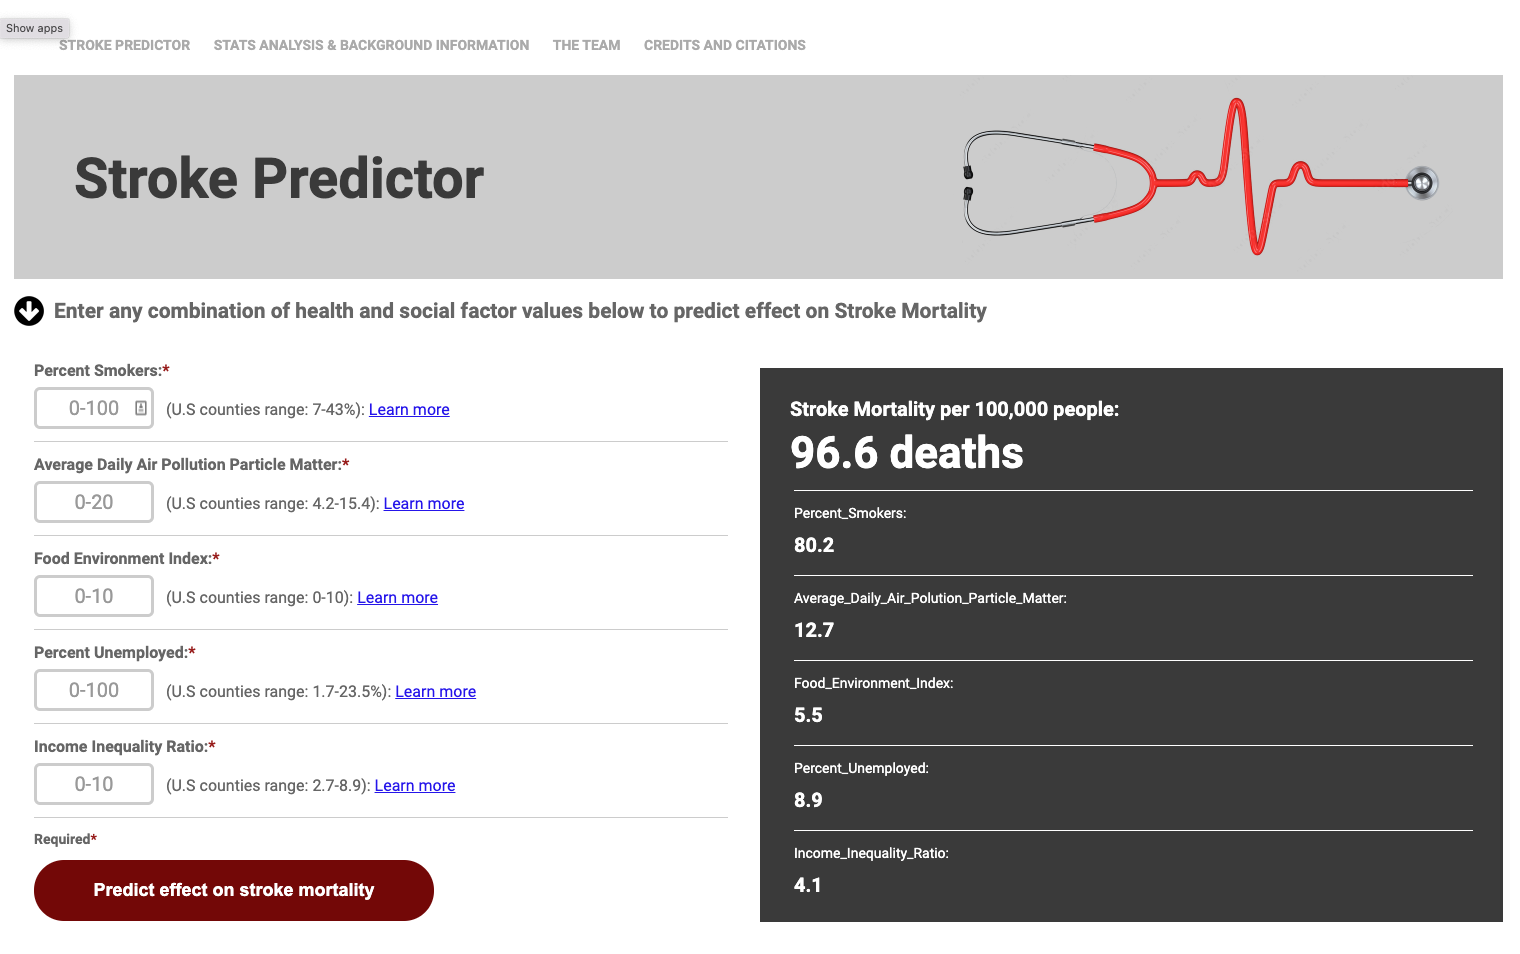 Show apps
STROKE PREDICTOR STATS ANALYSIS & BACKGROUND INFORMATION THE TEAM CREDITS AND CITATIONS
Stroke Predictor
Enter any combination of health and social factor values below to predict effect on Stroke Mortality
Percent Smokers:*
0-100 (U.S counties range: 7-43%): Learn more
Average Daily Air Pollution Particle Matter:*
0-20 (U.S counties range: 4.2-15.4): Learn more
Food Environment Index:*
0-10 (U.S counties range: 0-10): Learn more
Percent Unemployed:*
0-100 (U.S counties range: 1.7-23.5%): Learn more
Income Inequality Ratio:*
0-10 (U.S counties range: 2.7-8.9): Learn more
Required*
Predict effect on stroke mortality
Stroke Mortality per 100,000 people:
96.6 deaths
Percent_Smokers:
80.2
Average_Daily_Air_Polution_Particle_Matter:
12.7
Food_Environment_Index:
5.5
Percent_Unemployed:
8.9
Income_Inequality_Ratio:
4.1